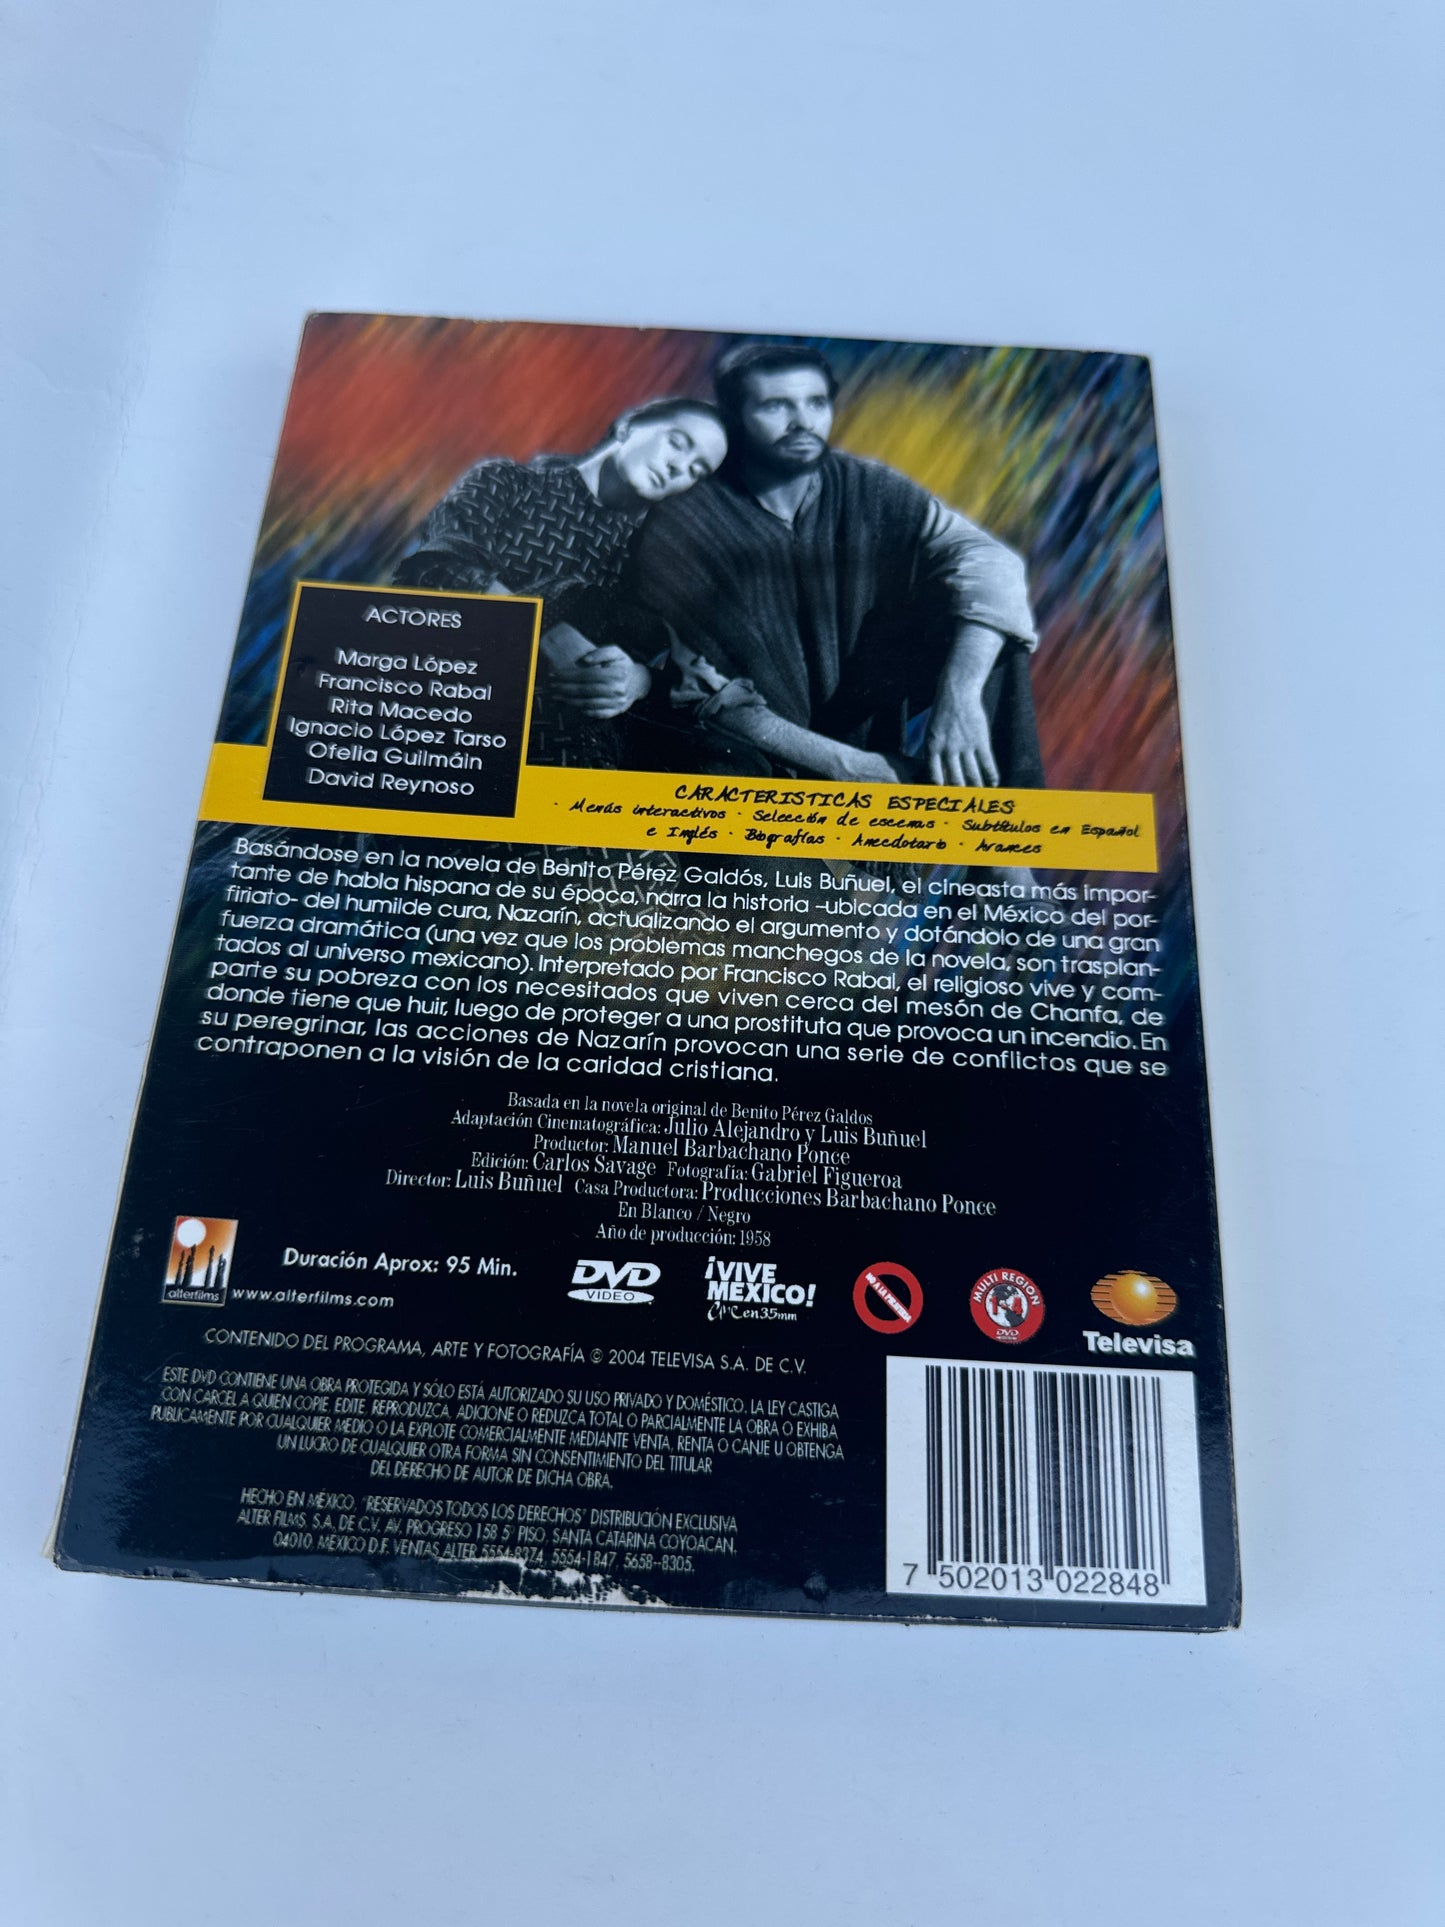 ACTORES
Marga López
Francisco Rabal
Rita Macedo
Ignacio López Tarso
Ofelia Guilmáin
David Reynoso
CARACTERISTICAS ESPECIALES
· Menús interactivos · Selección de escenas · Subtítulos en Español
e Inglés · Biografías · Anecdotario · Avances
Basándose en la novela de Benito Pérez Galdós, Luis Buñuel, el cineasta más impor-
tante de habla hispana de su época, narra la historia –ubicada en el México del por-
firiato- del humilde cura, Nazarín, actualizando el argumento y dotándolo de una gran
fuerza dramática (una vez que los problemas manchegos de la novela, son trasplan-
tados al universo mexicano). Interpretado por Francisco Rabal, el religioso vive y com-
parte su pobreza con los necesitados que viven cerca del mesón de Chanfa, de
donde tiene que huir, luego de proteger a una prostituta que provoca un incendio. En
su peregrinar, las acciones de Nazarín provocan una serie de conflictos que se
contraponen a la visión de la caridad cristiana.
Basada en la novela original de Benito Pérez Galdos
Adaptación Cinematográfica: Julio Alejandro y Luis Buñuel
Productor: Manuel Barbachano Ponce
Edición: Carlos Savage Fotografía: Gabriel Figueroa
Director: Luis Buñuel Casa Productora: Producciones Barbachano Ponce
En Blanco / Negro
Año de producción: 1958
alterfilms
Duración Aprox: 95 Min.
www.alterfilms.com
DVD
VIDEO
¡VIVE
MÉXICO!
en35mm
NO A LA PIRATERIA
MULTI REGION
1·4
DVD
Televisa
CONTENIDO DEL PROGRAMA, ARTE Y FOTOGRAFÍA © 2004 TELEVISA S.A. DE C.V.
ESTE DVD CONTIENE UNA OBRA PROTEGIDA Y SÓLO ESTÁ AUTORIZADO SU USO PRIVADO Y DOMÉSTICO. LA LEY CASTIGA
CON CARCEL A QUIEN COPIE, EDITE, REPRODUZCA, ADICIONE O REDUZCA TOTAL O PARCIALMENTE LA OBRA O EXHIBA
PUBLICAMENTE POR CUALQUIER MEDIO O LA EXPLOTE COMERCIALMENTE MEDIANTE VENTA, RENTA O CANJE U OBTENGA
UN LUCRO DE CUALQUIER OTRA FORMA SIN CONSENTIMIENTO DEL TITULAR
DEL DERECHO DE AUTOR DE DICHA OBRA.
HECHO EN MÉXICO. "RESERVADOS TODOS LOS DERECHOS" DISTRIBUCIÓN EXCLUSIVA
ALTER FILMS, S.A. DE C.V. AV. PROGRESO 158 5º PISO, SANTA CATARINA COYOACAN,
04010, MEXICO D.F. VENTAS ALTER 5554-8374, 5554-1847, 5658--8305.
7 502013 022848